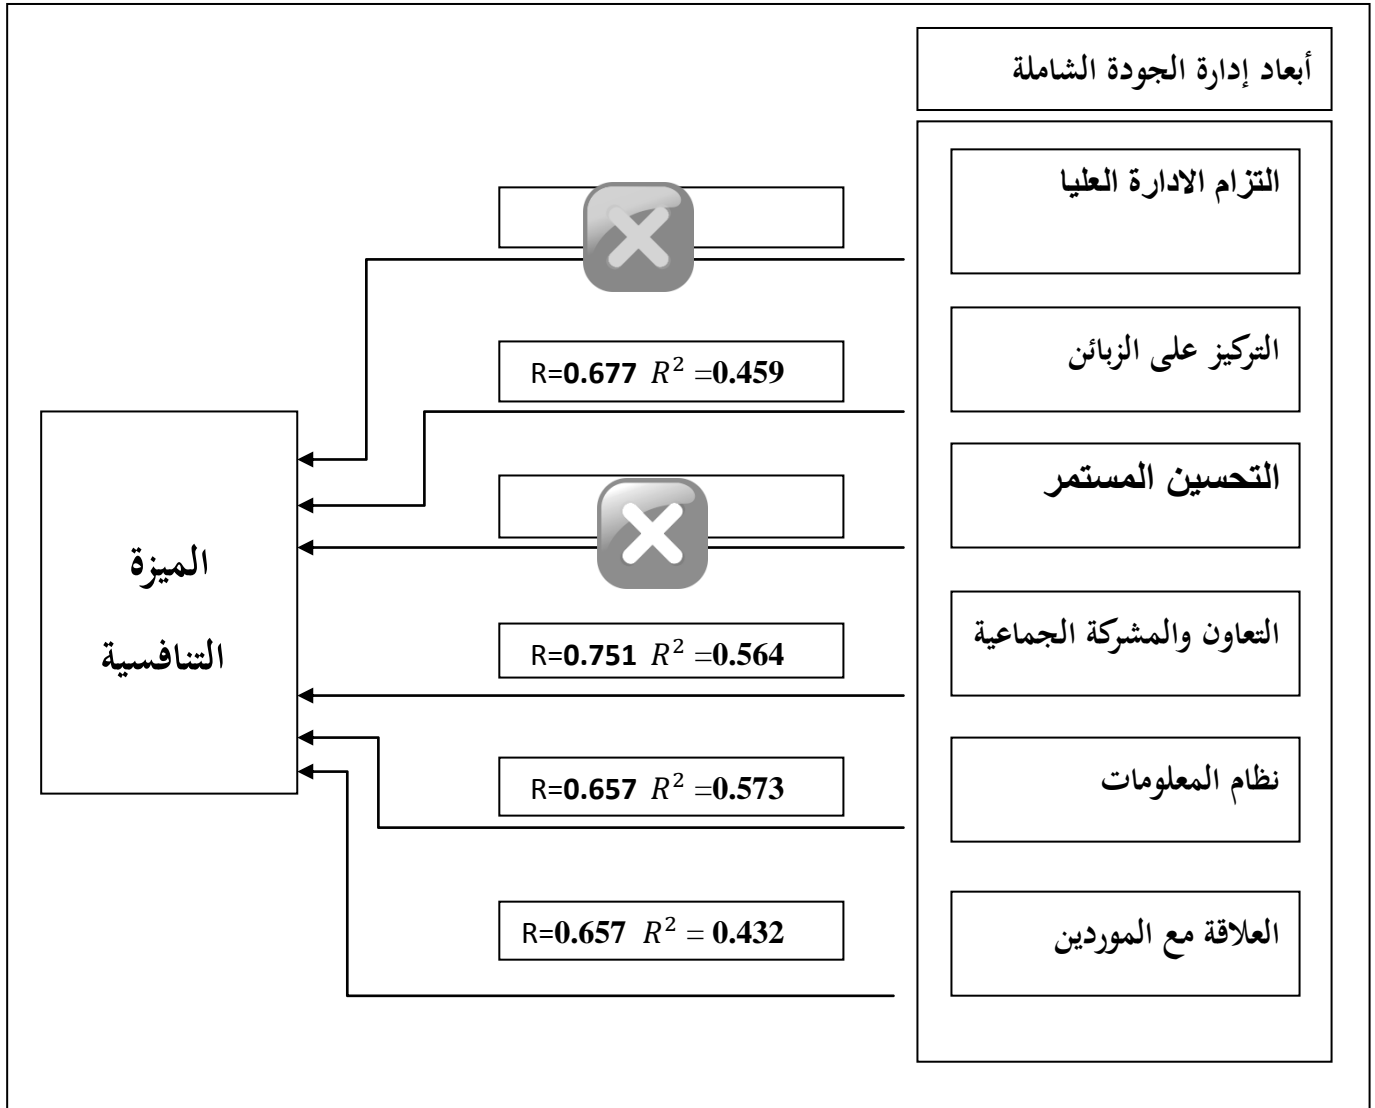 أبعاد إدارة الجودة الشاملة
التزام الادارة العليا
التركيز على الزبائن
R=0.677 R² =0.459
التحسين المستمر
الميزة
التنافسية
التعاون والمشركة الجماعية
R=0.751 R² =0.564
نظام المعلومات
R=0.657 R² =0.573
العلاقة مع الموردين
R=0.657 R² = 0.432